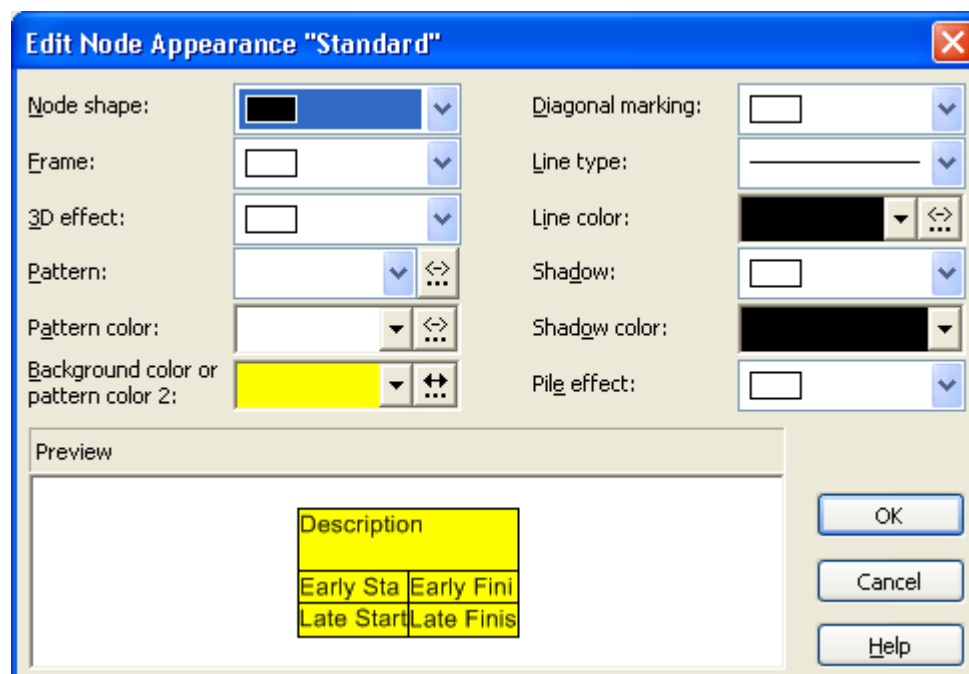 Edit Node Appearance "Standard"
Node shape:
Diagonal marking:
Frame:
Line type:
3D effect:
Line color:
Pattern:
Shadow:
Pattern color:
Shadow color:
Background color or
pattern color 2:
Pile effect:
Preview
Description
Early Sta Early Fini
Late Start Late Finis
OK
Cancel
Help